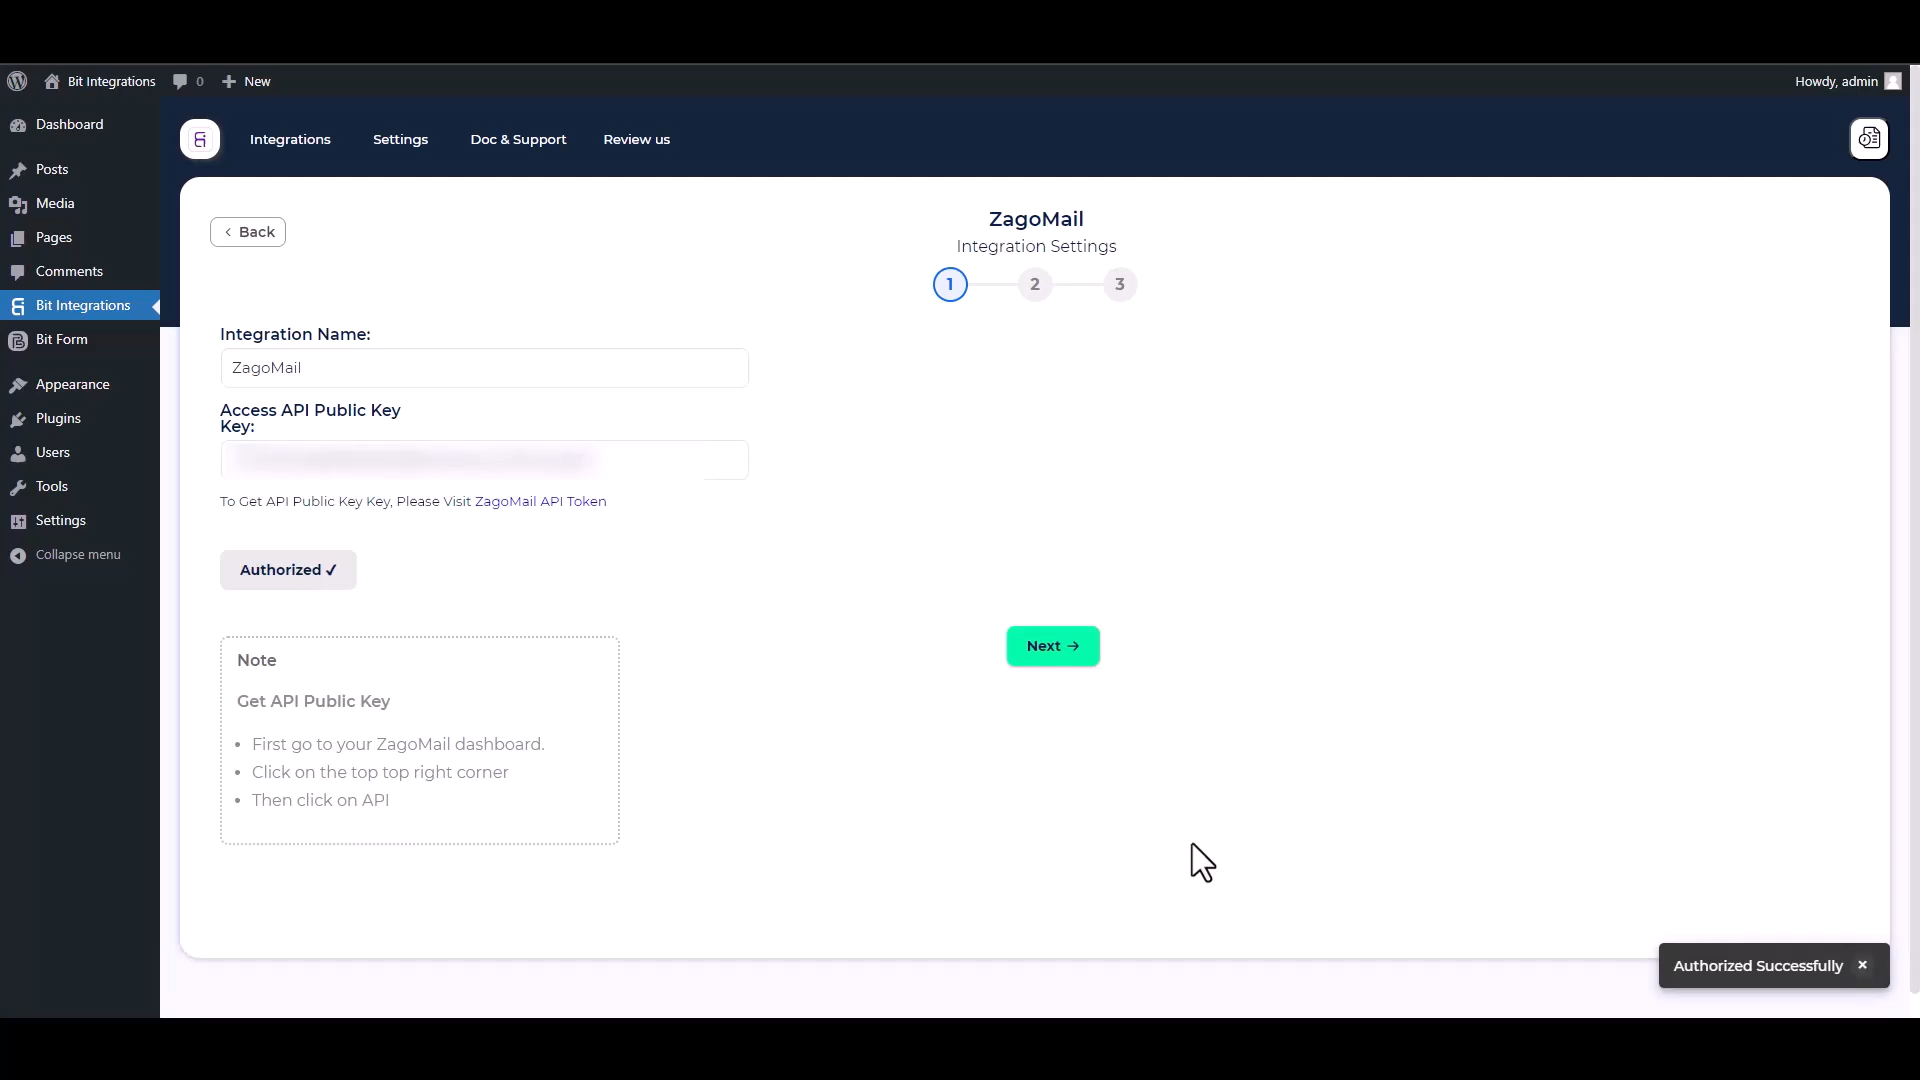 Bit Integrations
0
New
Howdy, admin
Dashboard
Posts
Media
Pages
Comments
Bit Integrations
Bit Form
Appearance
Plugins
Users
Tools
Settings
Collapse menu
Integrations
Settings
Doc & Support
Review us
Back
ZagoMail
Integration Settings
1
2
3
Integration Name:
ZagoMail
Access API Public Key
Key:
To Get API Public Key Key, Please Visit ZagoMail API Token
Authorized ✓
Next →
Note
Get API Public Key
• First go to your ZagoMail dashboard.
• Click on the top top right corner
• Then click on API
Authorized Successfully ×